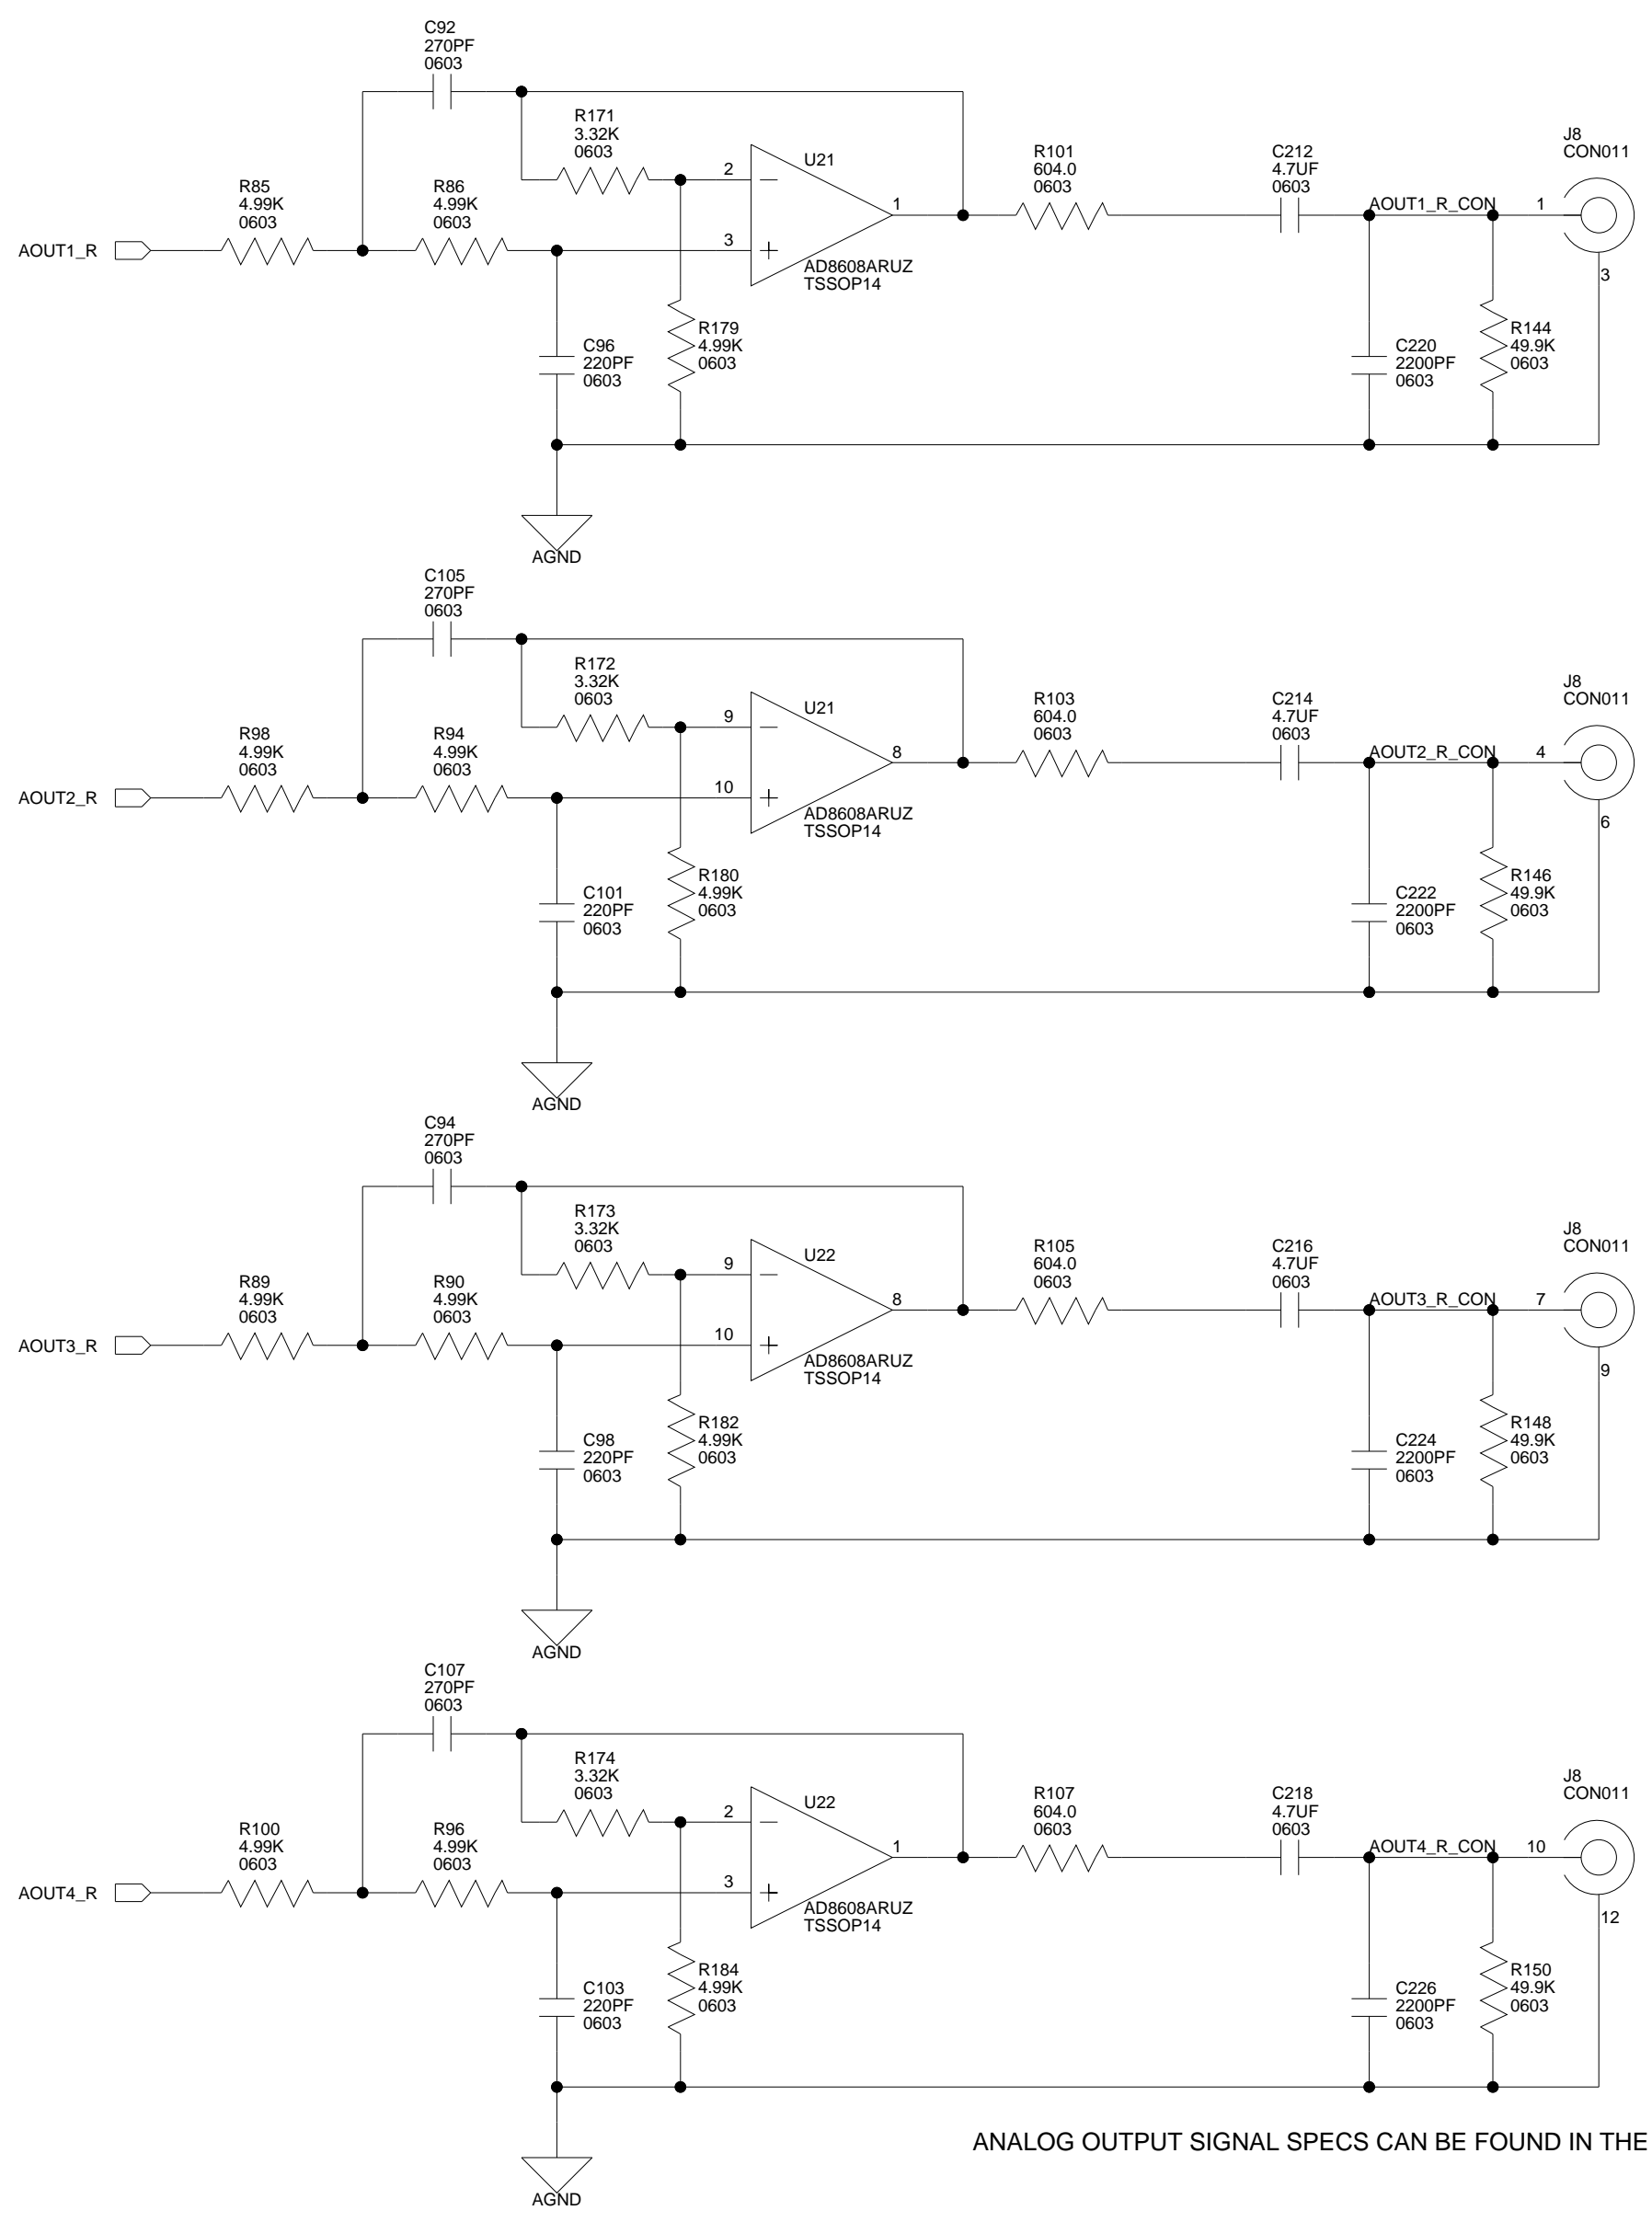 C92
270PF
0603
R171
3.32K
0603
U21
2
3
1
AD8608ARUZ
TSSOP14
R85
4.99K
0603
R86
4.99K
0603
AOUT1_R
R101
604.0
0603
C212
4.7UF
0603
J8
CON011
AOUT1_R_CON
1
3
C96
220PF
0603
R179
4.99K
0603
C220
2200PF
0603
R144
49.9K
0603
AGND
C105
270PF
0603
R172
3.32K
0603
U21
9
10
8
AD8608ARUZ
TSSOP14
R98
4.99K
0603
R94
4.99K
0603
AOUT2_R
R103
604.0
0603
C214
4.7UF
0603
J8
CON011
AOUT2_R_CON
4
6
C101
220PF
0603
R180
4.99K
0603
C222
2200PF
0603
R146
49.9K
0603
AGND
C94
270PF
0603
R173
3.32K
0603
U22
9
10
8
AD8608ARUZ
TSSOP14
R89
4.99K
0603
R90
4.99K
0603
AOUT3_R
R105
604.0
0603
C216
4.7UF
0603
J8
CON011
AOUT3_R_CON
7
9
C98
220PF
0603
R182
4.99K
0603
C224
2200PF
0603
R148
49.9K
0603
AGND
C107
270PF
0603
R174
3.32K
0603
U22
2
3
1
AD8608ARUZ
TSSOP14
R100
4.99K
0603
R96
4.99K
0603
AOUT4_R
R107
604.0
0603
C218
4.7UF
0603
J8
CON011
AOUT4_R_CON
10
12
C103
220PF
0603
R184
4.99K
0603
C226
2200PF
0603
R150
49.9K
0603
ANALOG OUTPUT SIGNAL SPECS CAN BE FOUND IN THE
AGND